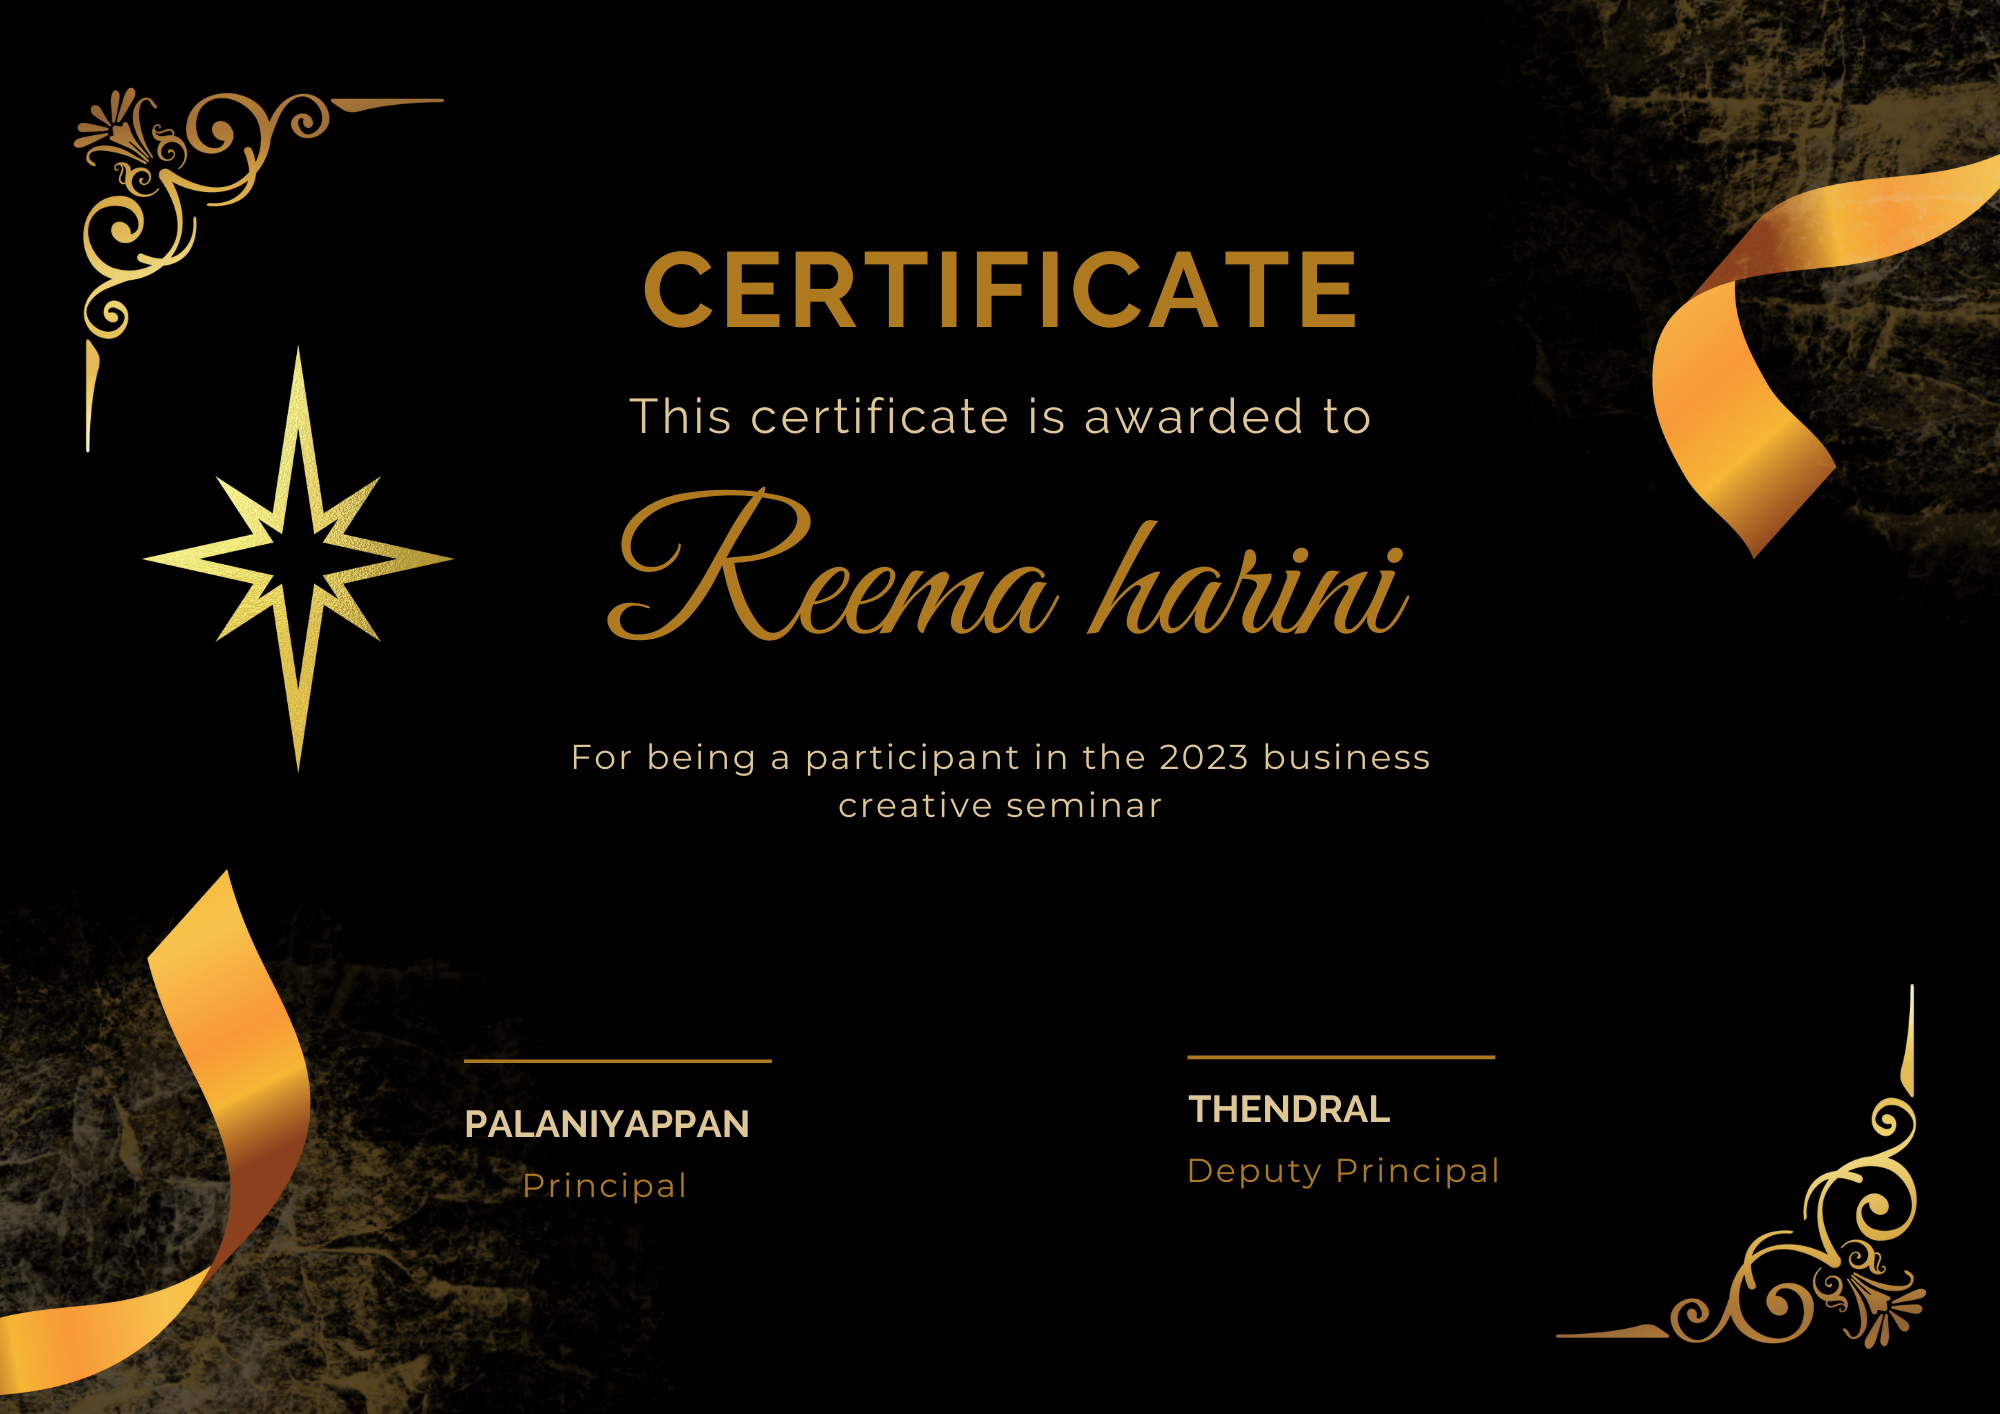 CERTIFICATE
This certificate is awarded to
Reema harini
For being a participant in the 2023 business
creative seminar
PALANIYAPPAN
Principal
THENDRAL
Deputy Principal